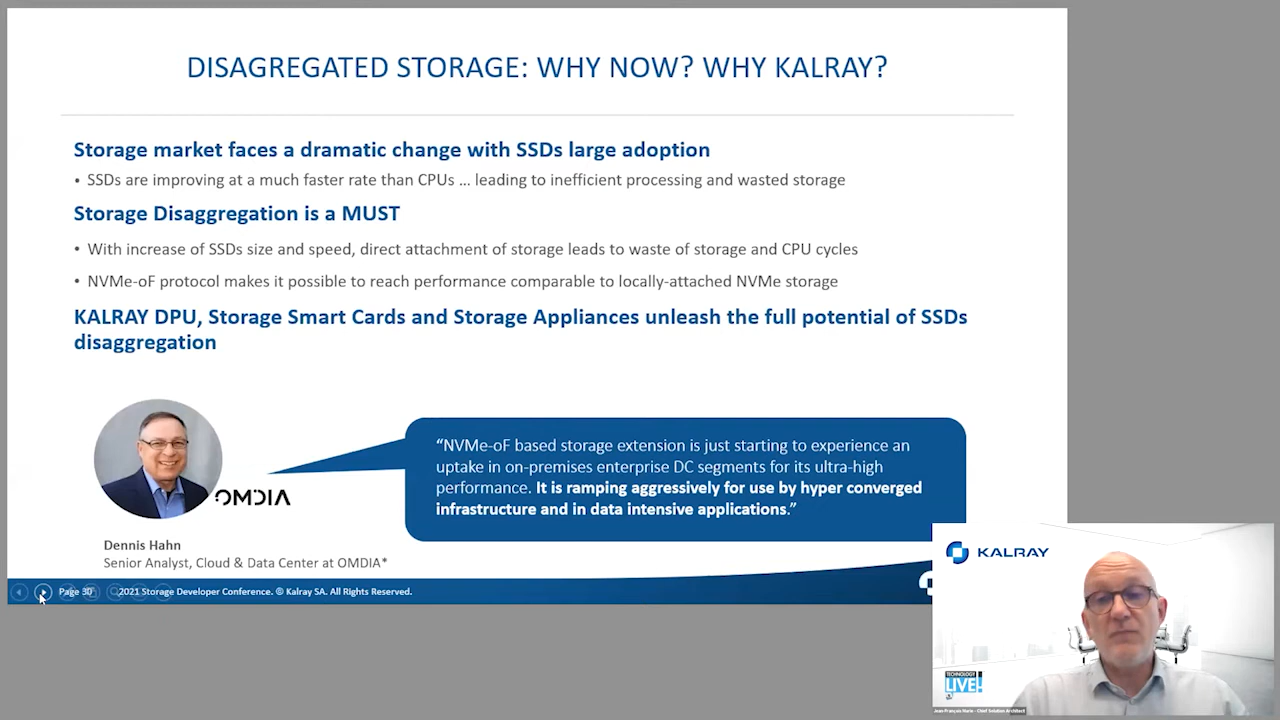 DISAGREGATED STORAGE: WHY NOW? WHY KALRAY?
Storage market faces a dramatic change with SSDs large adoption
• SSDs are improving at a much faster rate than CPUs … leading to inefficient processing and wasted storage
Storage Disaggregation is a MUST
• With increase of SSDs size and speed, direct attachment of storage leads to waste of storage and CPU cycles
• NVMe-oF protocol makes it possible to reach performance comparable to locally-attached NVMe storage
KALRAY DPU, Storage Smart Cards and Storage Appliances unleash the full potential of SSDs
disaggregation
“NVMe-oF based storage extension is just starting to experience an
uptake in on-premises enterprise DC segments for its ultra-high
performance. It is ramping aggressively for use by hyper converged
infrastructure and in data intensive applications.”
OMDIA
Dennis Hahn
Senior Analyst, Cloud & Data Center at OMDIA*
Page 30
2021 Storage Developer Conference. © Kalray SA. All Rights Reserved.
KALRAY
TECHNOLOGY
LIVE!
Jean-François Marie - Chief Solution Architect